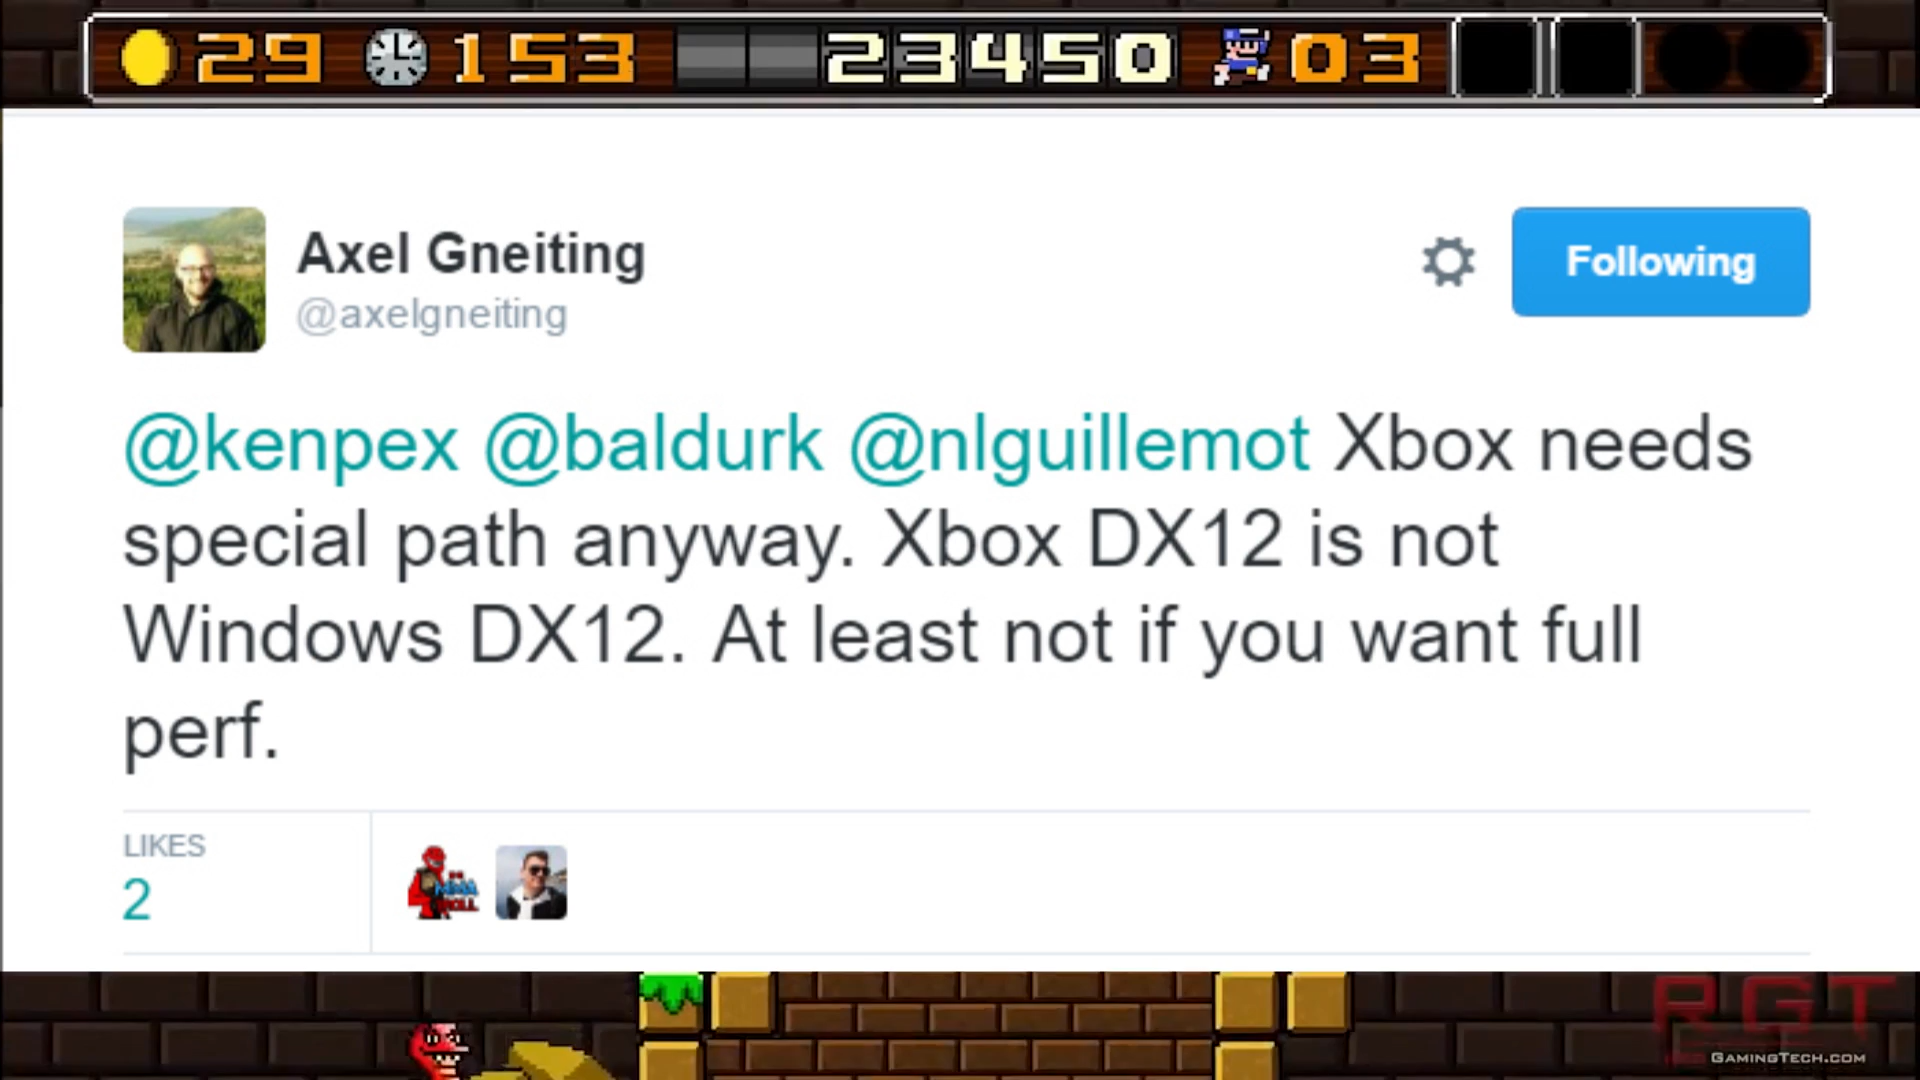 29 153 23450 03
Axel Gneiting
@axelgneiting
Following
@kenpex @baldurk @nlguillemot Xbox needs
special path anyway. Xbox DX12 is not
Windows DX12. At least not if you want full
perf.
LIKES
2
RGT
GAMINGTECH.COM